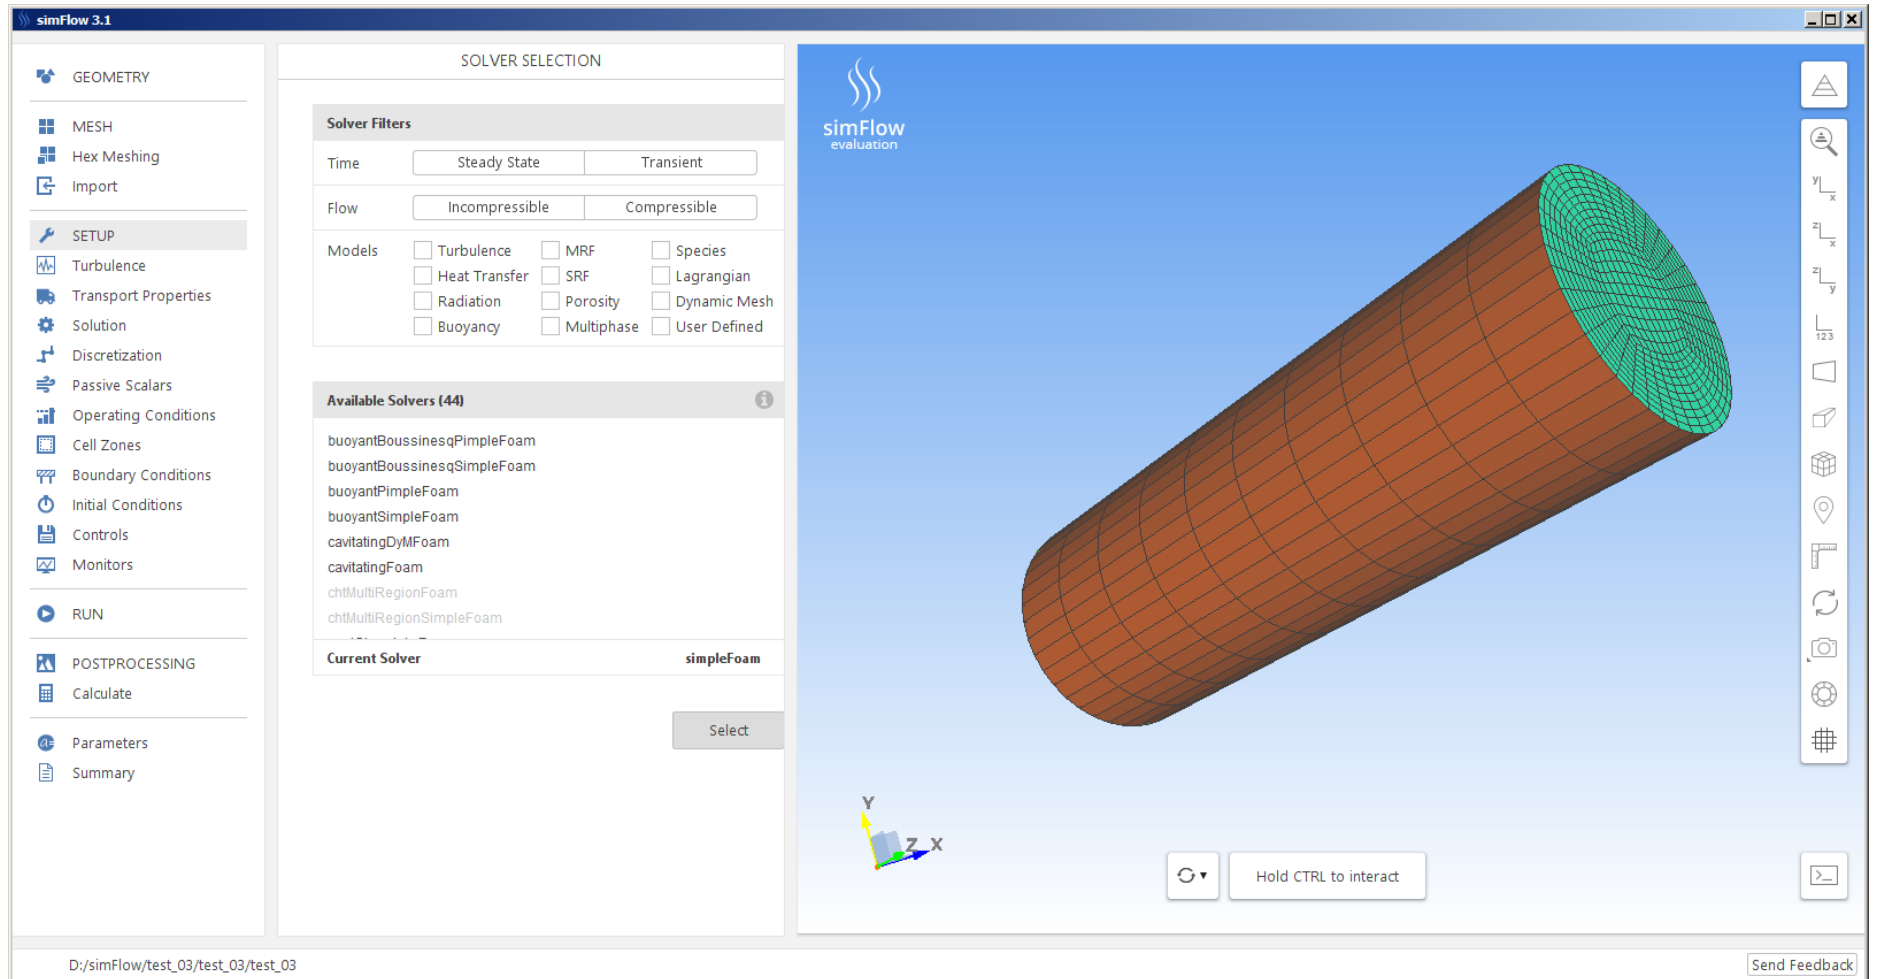 simFlow 3.1
GEOMETRY
MESH
Hex Meshing
Import
SETUP
Turbulence
Transport Properties
Solution
Discretization
Passive Scalars
Operating Conditions
Cell Zones
Boundary Conditions
Initial Conditions
Controls
Monitors
RUN
POSTPROCESSING
Calculate
a=
Parameters
Summary
SOLVER SELECTION
Solver Filters
Time Steady State Transient
Flow Incompressible Compressible
Models Turbulence MRF Species
Heat Transfer SRF Lagrangian
Radiation Porosity Dynamic Mesh
Buoyancy Multiphase User Defined
Available Solvers (44)
buoyantBoussinesqPimpleFoam
buoyantBoussinesqSimpleFoam
buoyantPimpleFoam
buoyantSimpleFoam
cavitatingDyMFoam
cavitatingFoam
chtMultiRegionFoam
chtMultiRegionSimpleFoam
Current Solver simpleFoam
Select
simFlow
evaluation
y x
z x
z y
123
Y
Z X
Hold CTRL to interact
>_
D:/simFlow/test_03/test_03/test_03
Send Feedback